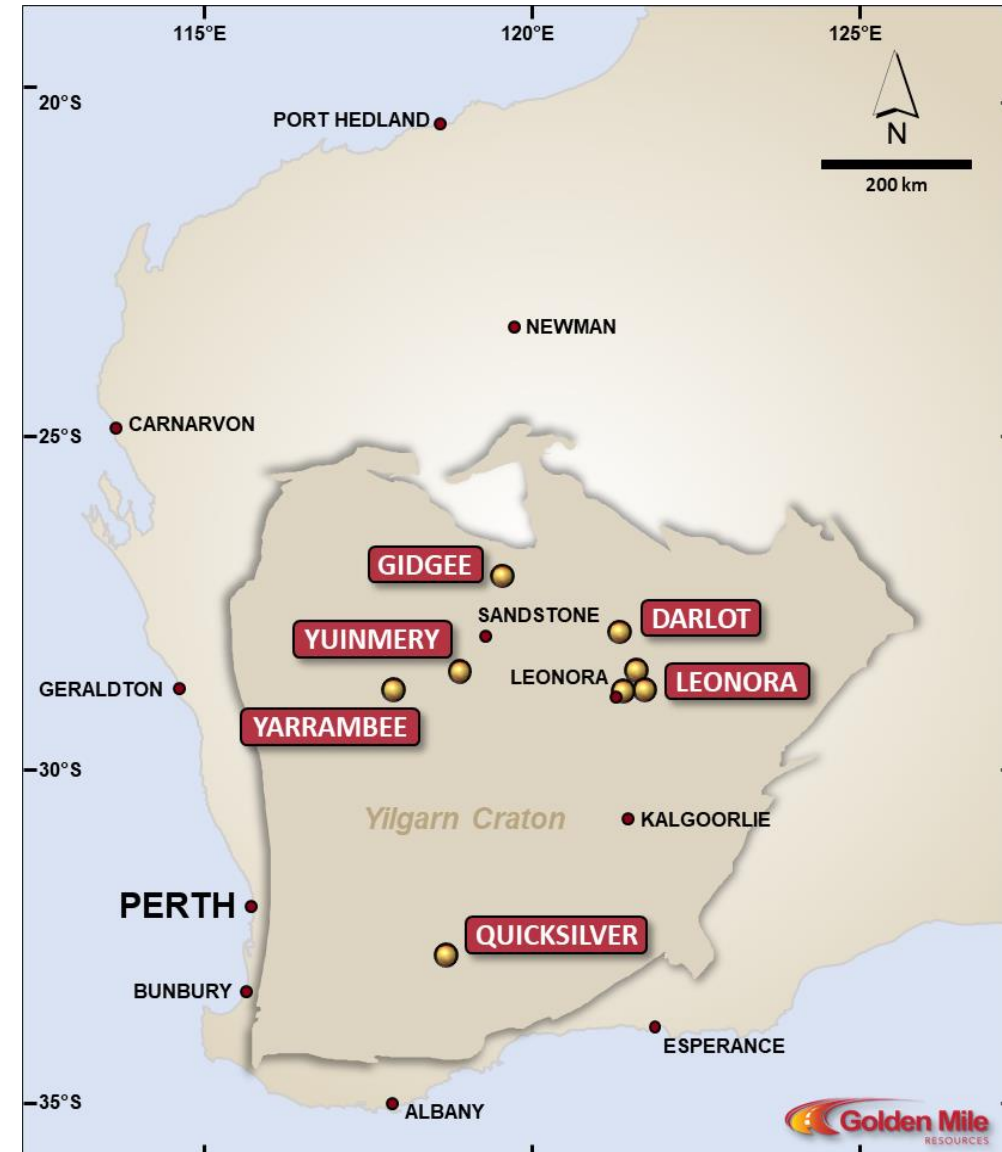 115°E
120°E
125°E
20°S
PORT HEDLAND
N
200 km
NEWMAN
25°S
CARNARVON
GIDGEE
SANDSTONE
DARLOT
YUINMERY
LEONORA
LEONORA
GERALDTON
YARRAMBEE
30°S
Yilgarn Craton
KALGOORLIE
PERTH
QUICKSILVER
BUNBURY
ESPERANCE
35°S
ALBANY
Golden Mile
RESOURCES